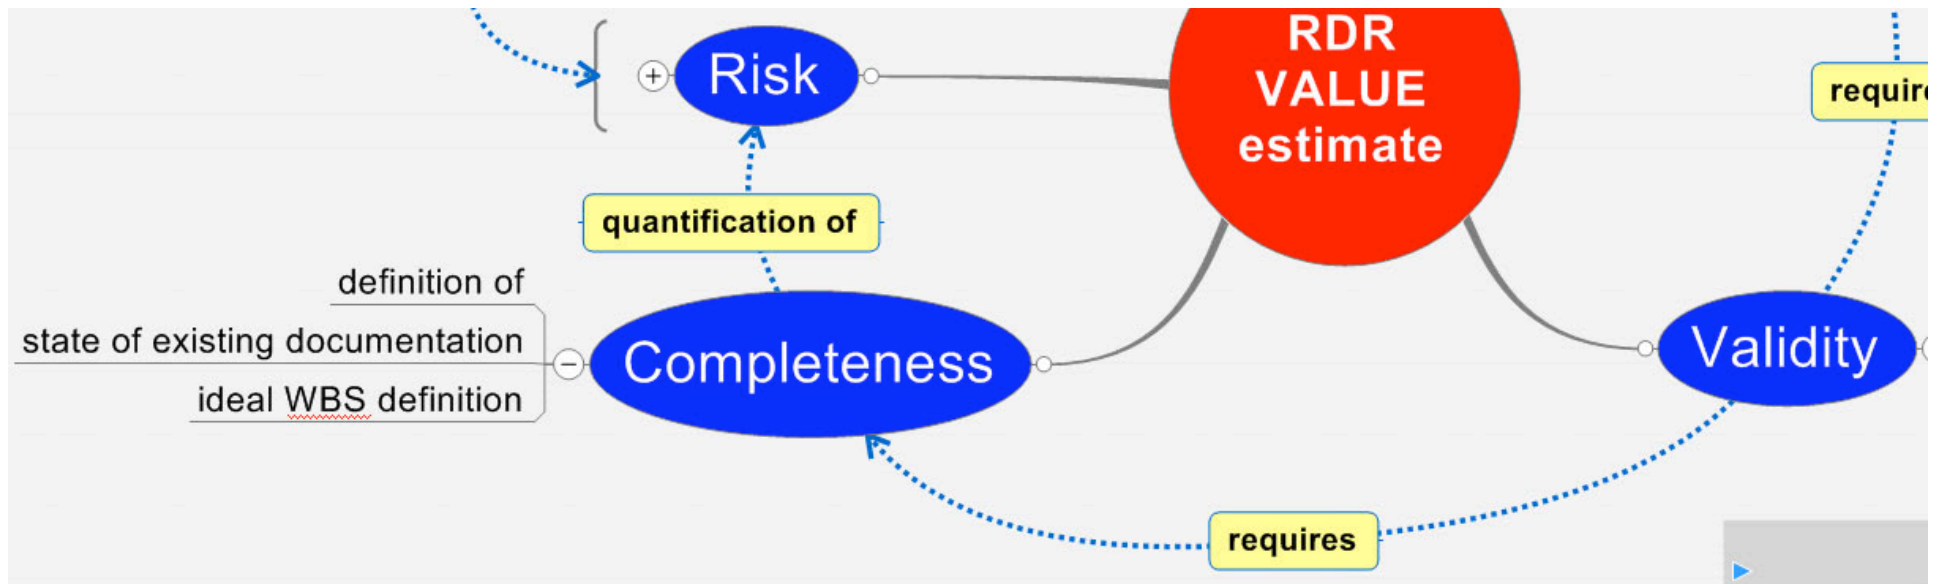 RDR
VALUE
estimate
Risk
quantification of
definition of
state of existing documentation
ideal WBS definition
Completeness
Validity
requires